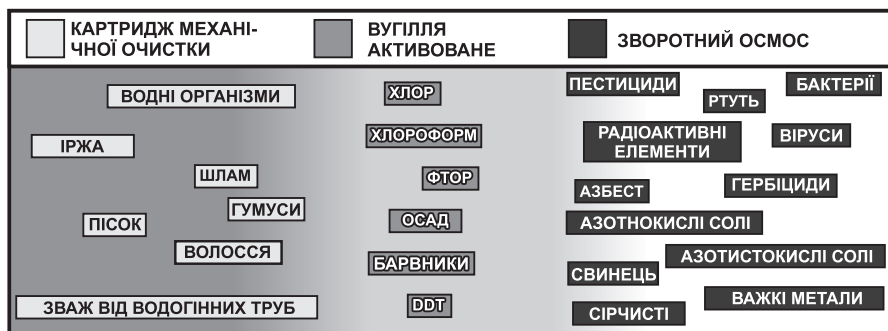 КАРТРИДЖ МЕХАНІ-
ЧНОЇ ОЧИСТКИ
ВУГІЛЛЯ
АКТИВОВАНЕ
ЗВОРОТНИЙ ОСМОС
ВОДНІ ОРГАНІЗМИ
ІРЖА
ШЛАМ
ГУМУСИ
ПІСОК
ВОЛОССЯ
ЗВАЖ ВІД ВОДОГІННИХ ТРУБ
ХЛОР
ХЛОРОФОРМ
ФТОР
ОСАД
БАРВНИКИ
DDT
ПЕСТИЦИДИ
РТУТЬ
БАКТЕРІЇ
РАДІОАКТИВНІ
ЕЛЕМЕНТИ
ВІРУСИ
АЗБЕСТ
ГЕРБІЦИДИ
АЗОТНОКИСЛІ СОЛІ
АЗОТИСТОКИСЛІ СОЛІ
СВИНЕЦЬ
ВАЖКІ МЕТАЛИ
СІРЧИСТІ